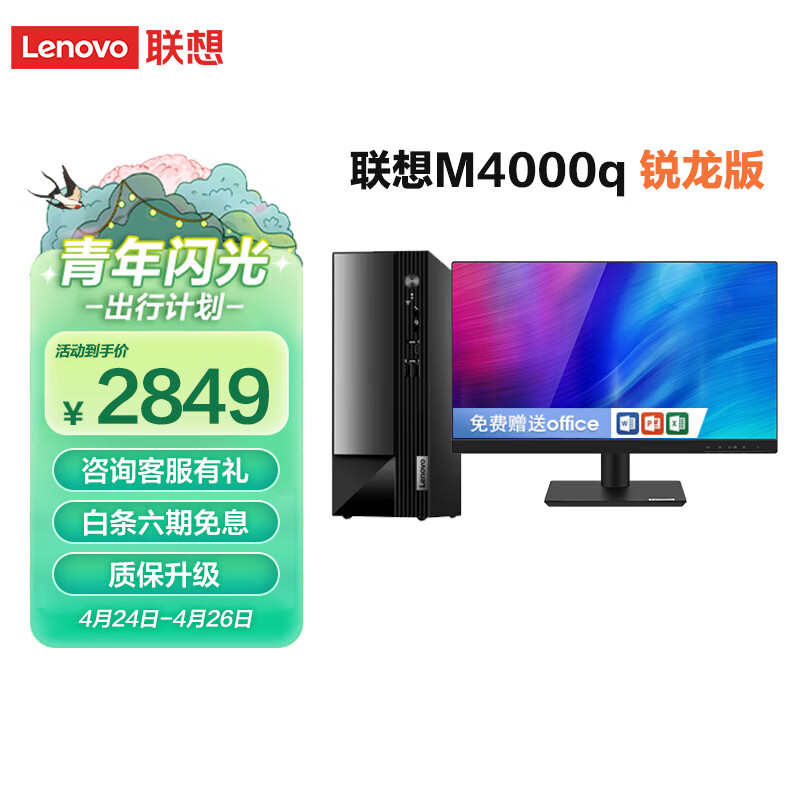 Lenovo 联想
联想M4000q 锐龙版
青年闪光
出行计划
活动到手价
¥ 2849
咨询客服有礼
白条六期免息
质保升级
4月24日-4月26日
Lenovo
免费赠送office W P X